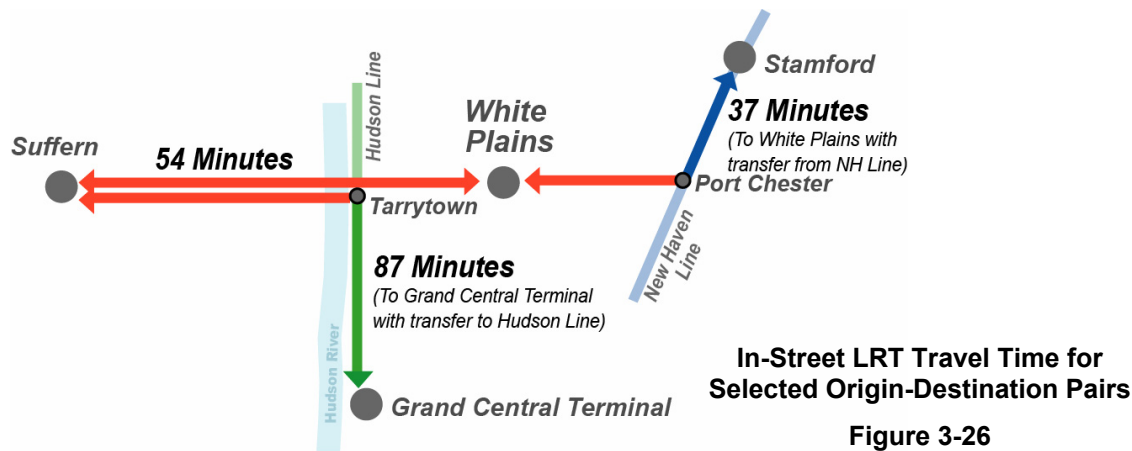 Suffern
54 Minutes
Hudson Line
White
Plains
Stamford
37 Minutes
(To White Plains with
transfer from NH Line)
Port Chester
Tarrytown
New Haven
Line
87 Minutes
(To Grand Central Terminal
with transfer to Hudson Line)
Hudson River
Grand Central Terminal
In-Street LRT Travel Time for
Selected Origin-Destination Pairs
Figure 3-26